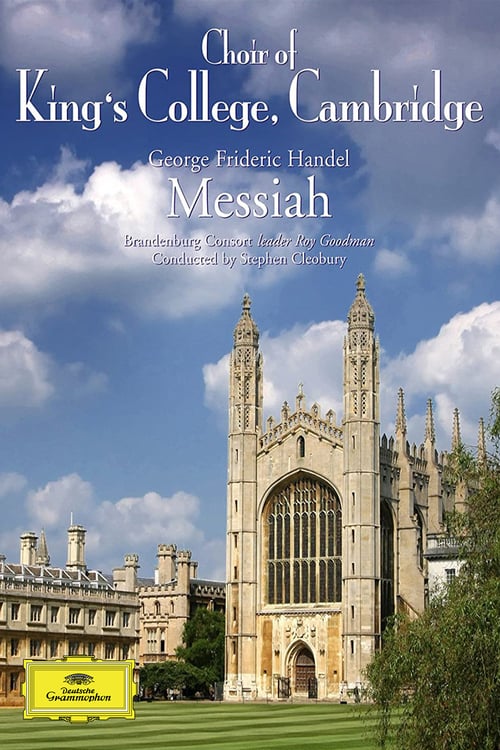 Choir of
King's College, Cambridge
George Frideric Handel
Messiah
Brandenburg Consort leader Roy Goodman
Conducted by Stephen Cleobury
Deutsche
Grammophon